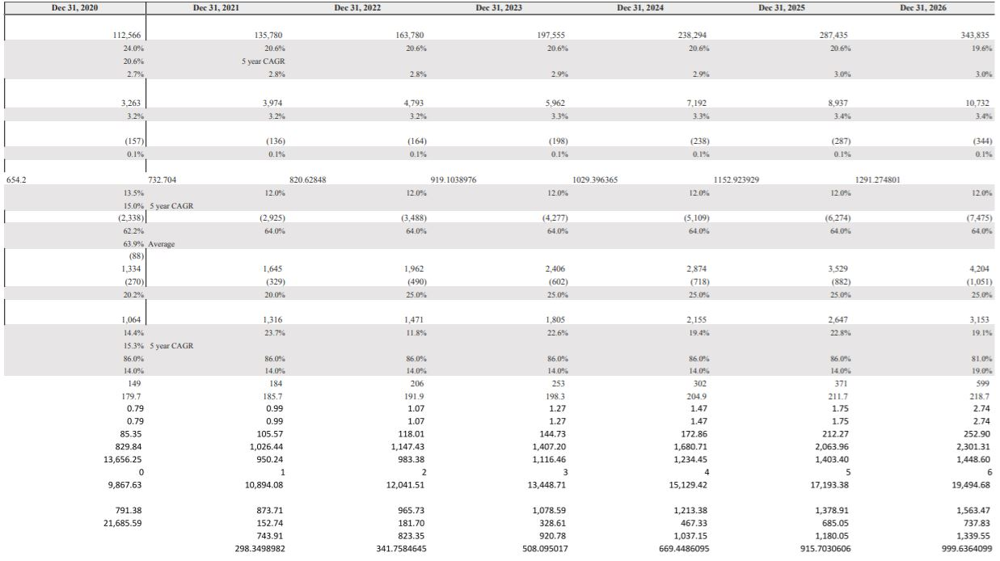 Dec 31, 2020 Dec 31, 2021 Dec 31, 2022 Dec 31, 2023 Dec 31, 2024 Dec 31, 2025 Dec 31, 2026
112,566 135,780 163,780 197,555 238,294 287,435 343,835
24.0% 20.6% 20.6% 20.6% 20.6% 20.6% 19.6%
20.6% 5 year CAGR
2.7% 2.8% 2.8% 2.9% 2.9% 3.0% 3.0%
3,263 3,974 4,793 5,962 7,192 8,937 10,732
3.2% 3.2% 3.2% 3.3% 3.3% 3.4% 3.4%
(157) (136) (164) (198) (238) (287) (344)
0.1% 0.1% 0.1% 0.1% 0.1% 0.1% 0.1%
654.2 732.704 820.62848 919.1038976 1029.396365 1152.923929 1291.274801
13.5% 12.0% 12.0% 12.0% 12.0% 12.0% 12.0%
15.0% 5 year CAGR
(2,338) (2,925) (3,488) (4,277) (5,109) (6,274) (7,475)
62.2% 64.0% 64.0% 64.0% 64.0% 64.0% 64.0%
63.9% Average
(88)
1,334 1,645 1,962 2,406 2,874 3,529 4,204
(270) (329) (490) (602) (718) (882) (1,051)
20.2% 20.0% 25.0% 25.0% 25.0% 25.0% 25.0%
1,064 1,316 1,471 1,805 2,155 2,647 3,153
14.4% 23.7% 11.8% 22.6% 19.4% 22.8% 19.1%
15.3% 5 year CAGR
86.0% 86.0% 86.0% 86.0% 86.0% 86.0% 81.0%
14.0% 14.0% 14.0% 14.0% 14.0% 14.0% 19.0%
149 184 206 253 302 371 599
179.7 185.7 191.9 198.3 204.9 211.7 218.7
0.79 0.99 1.07 1.27 1.47 1.75 2.74
0.79 0.99 1.07 1.27 1.47 1.75 2.74
85.35 105.57 118.01 144.73 172.86 212.27 252.90
829.84 1,026.44 1,147.43 1,407.20 1,680.71 2,063.96 2,301.31
13,656.25 950.24 983.38 1,116.46 1,234.45 1,403.40 1,448.60
0 1 2 3 4 5 6
9,867.63 10,894.08 12,041.51 13,448.71 15,129.42 17,193.38 19,494.68
791.38 873.71 965.73 1,078.59 1,213.38 1,378.91 1,563.47
21,685.59 152.74 181.70 328.61 467.33 685.05 737.83
743.91 823.35 920.78 1,037.15 1,180.05 1,339.55
298.3498982 341.7584645 508.095017 669.4486095 915.7030606 999.6364099